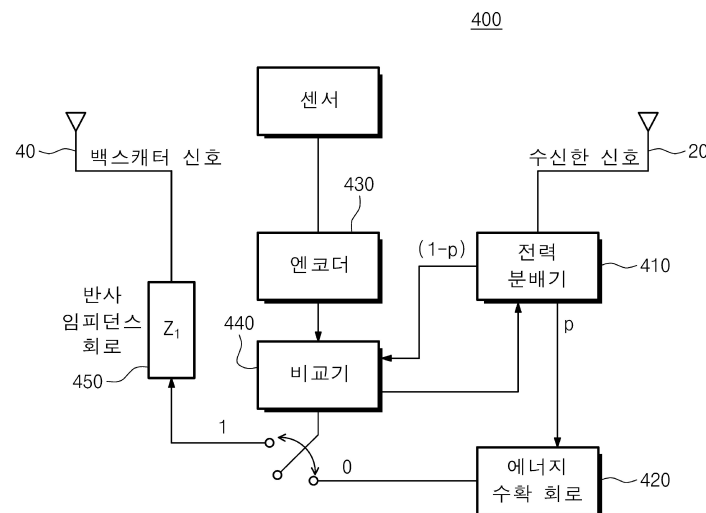 400
센서
40
백스캐터 신호
수신한 신호
20
430
엔코더
(1-p)
전력
분배기
410
반사
임피던스
회로
Z₁
450
440
비교기
p
1
0
에너지
수확 회로
420